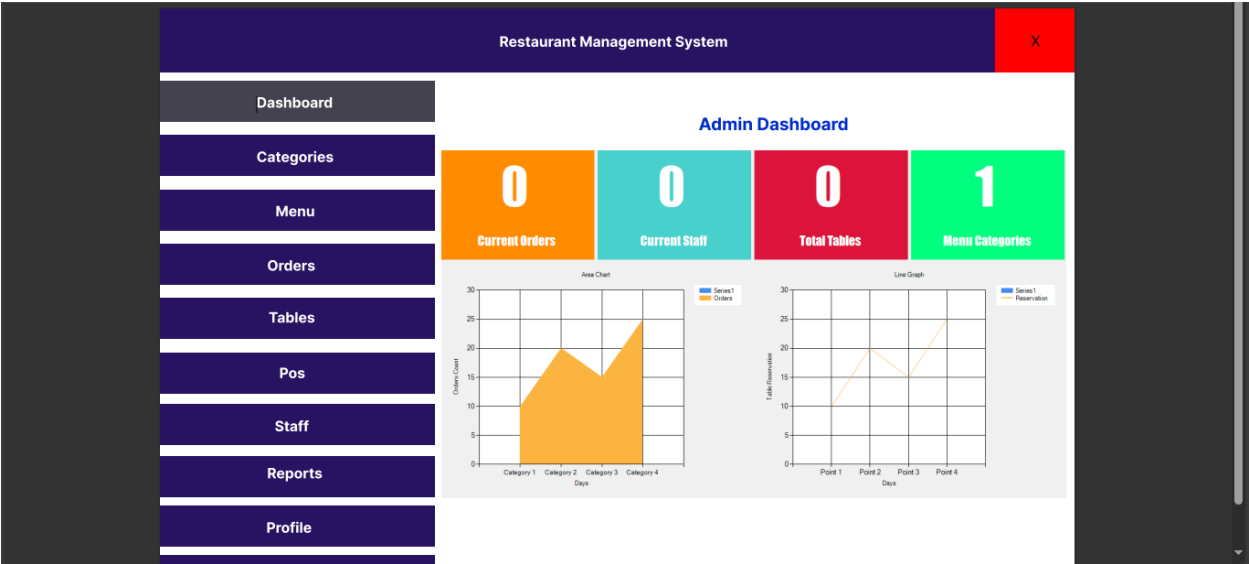 Restaurant Management System
X
Dashboard
Categories
Menu
Orders
Tables
Pos
Staff
Reports
Profile
Admin Dashboard
0
Current Orders
0
Current Staff
0
Total Tables
1
Menu Categories
Area Chart
Series1
Orders
30
25
20
15
10
5
0
Orders Count
Category 1 Category 2 Category 3 Category 4
Days
Line Graph
Series1
Reservation
30
25
20
15
10
5
0
Table Reservation
Point 1 Point 2 Point 3 Point 4
Days